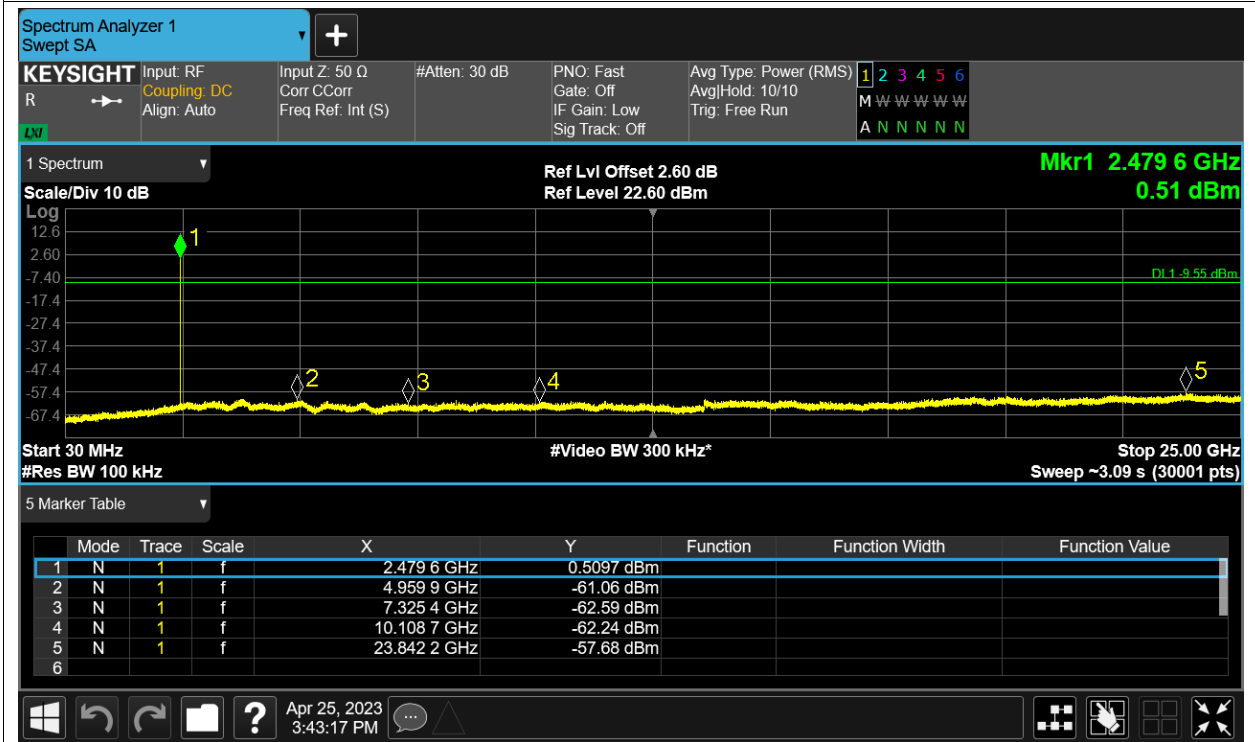 Spectrum Analyzer 1
Swept SA
KEYSIGHT
R
LXI
Input: RF
Coupling: DC
Align: Auto
Input Z: 50 Ω
Corr CCorr
Freq Ref: Int (S)
#Atten: 30 dB
PNO: Fast
Gate: Off
IF Gain: Low
Sig Track: Off
Avg Type: Power (RMS)
Avg|Hold: 10/10
Trig: Free Run
1 2 3 4 5 6
M W W W W W
A N N N N N
1 Spectrum
Scale/Div 10 dB
Ref Lvl Offset 2.60 dB
Ref Level 22.60 dBm
Mkr1 2.479 6 GHz
0.51 dBm
Log
12.6
2.60
-7.40
-17.4
-27.4
-37.4
-47.4
-57.4
-67.4
1
DL1 -9.55 dBm
2
3
4
5
Start 30 MHz
#Video BW 300 kHz*
Stop 25.00 GHz
#Res BW 100 kHz
Sweep ~3.09 s (30001 pts)
5 Marker Table
Mode Trace Scale X Y Function Function Width Function Value
1 N 1 f 2.479 6 GHz 0.5097 dBm
2 N 1 f 4.959 9 GHz -61.06 dBm
3 N 1 f 7.325 4 GHz -62.59 dBm
4 N 1 f 10.108 7 GHz -62.24 dBm
5 N 1 f 23.842 2 GHz -57.68 dBm
6
?
Apr 25, 2023
3:43:17 PM